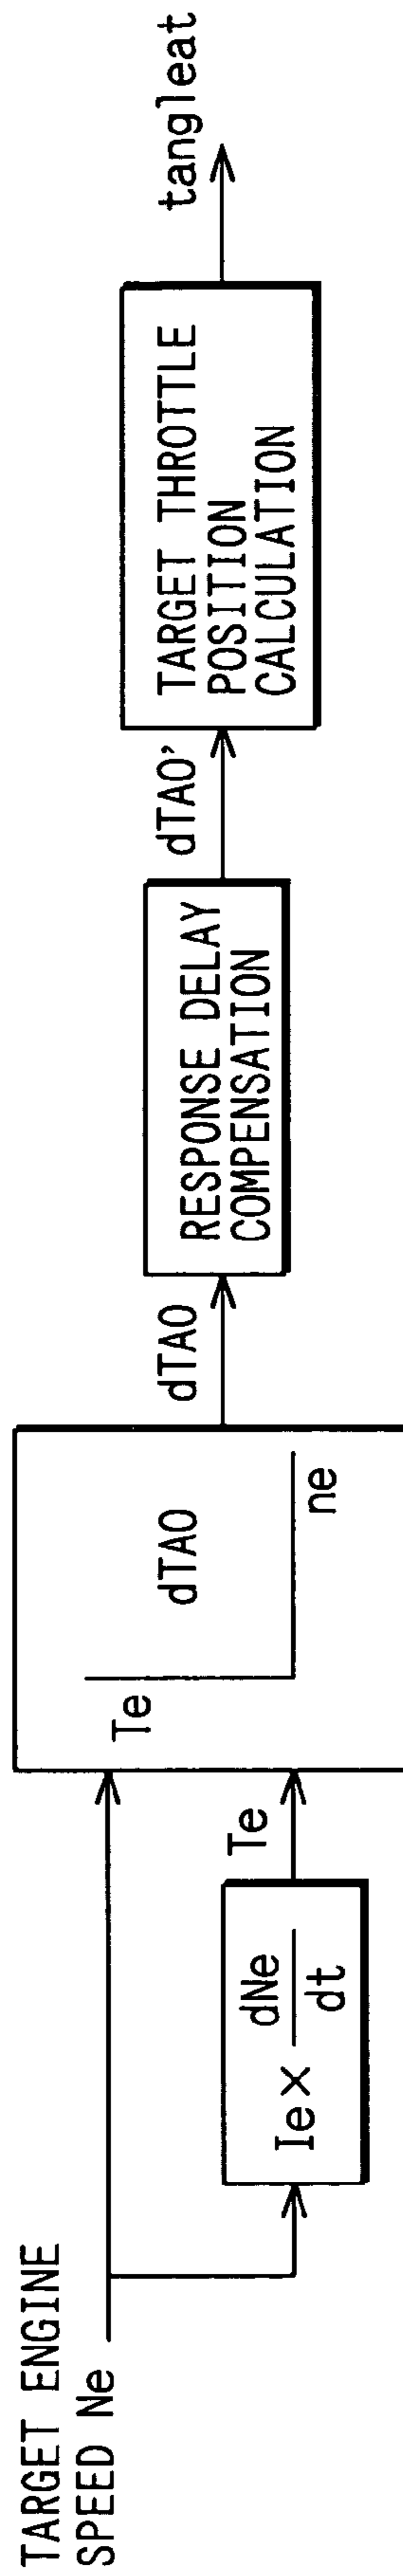 TARGET ENGINE
SPEED Ne
Ie × dNe
dt
Te
Te
dTAO
ne
dTAO
RESPONSE DELAY
COMPENSATION
dTAO'
TARGET THROTTLE
POSITION
CALCULATION
tangleat